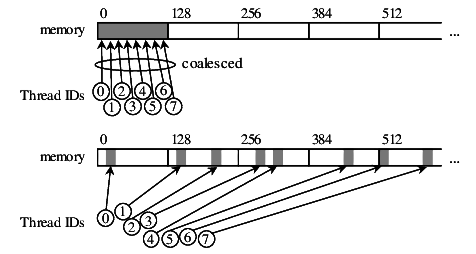 0 128 256 384 512
memory ...
coalesced
Thread IDs 0 2 4 6
1 3 5 7
0 128 256 384 512
memory ...
Thread IDs 0 1 2 3
4 5 6 7